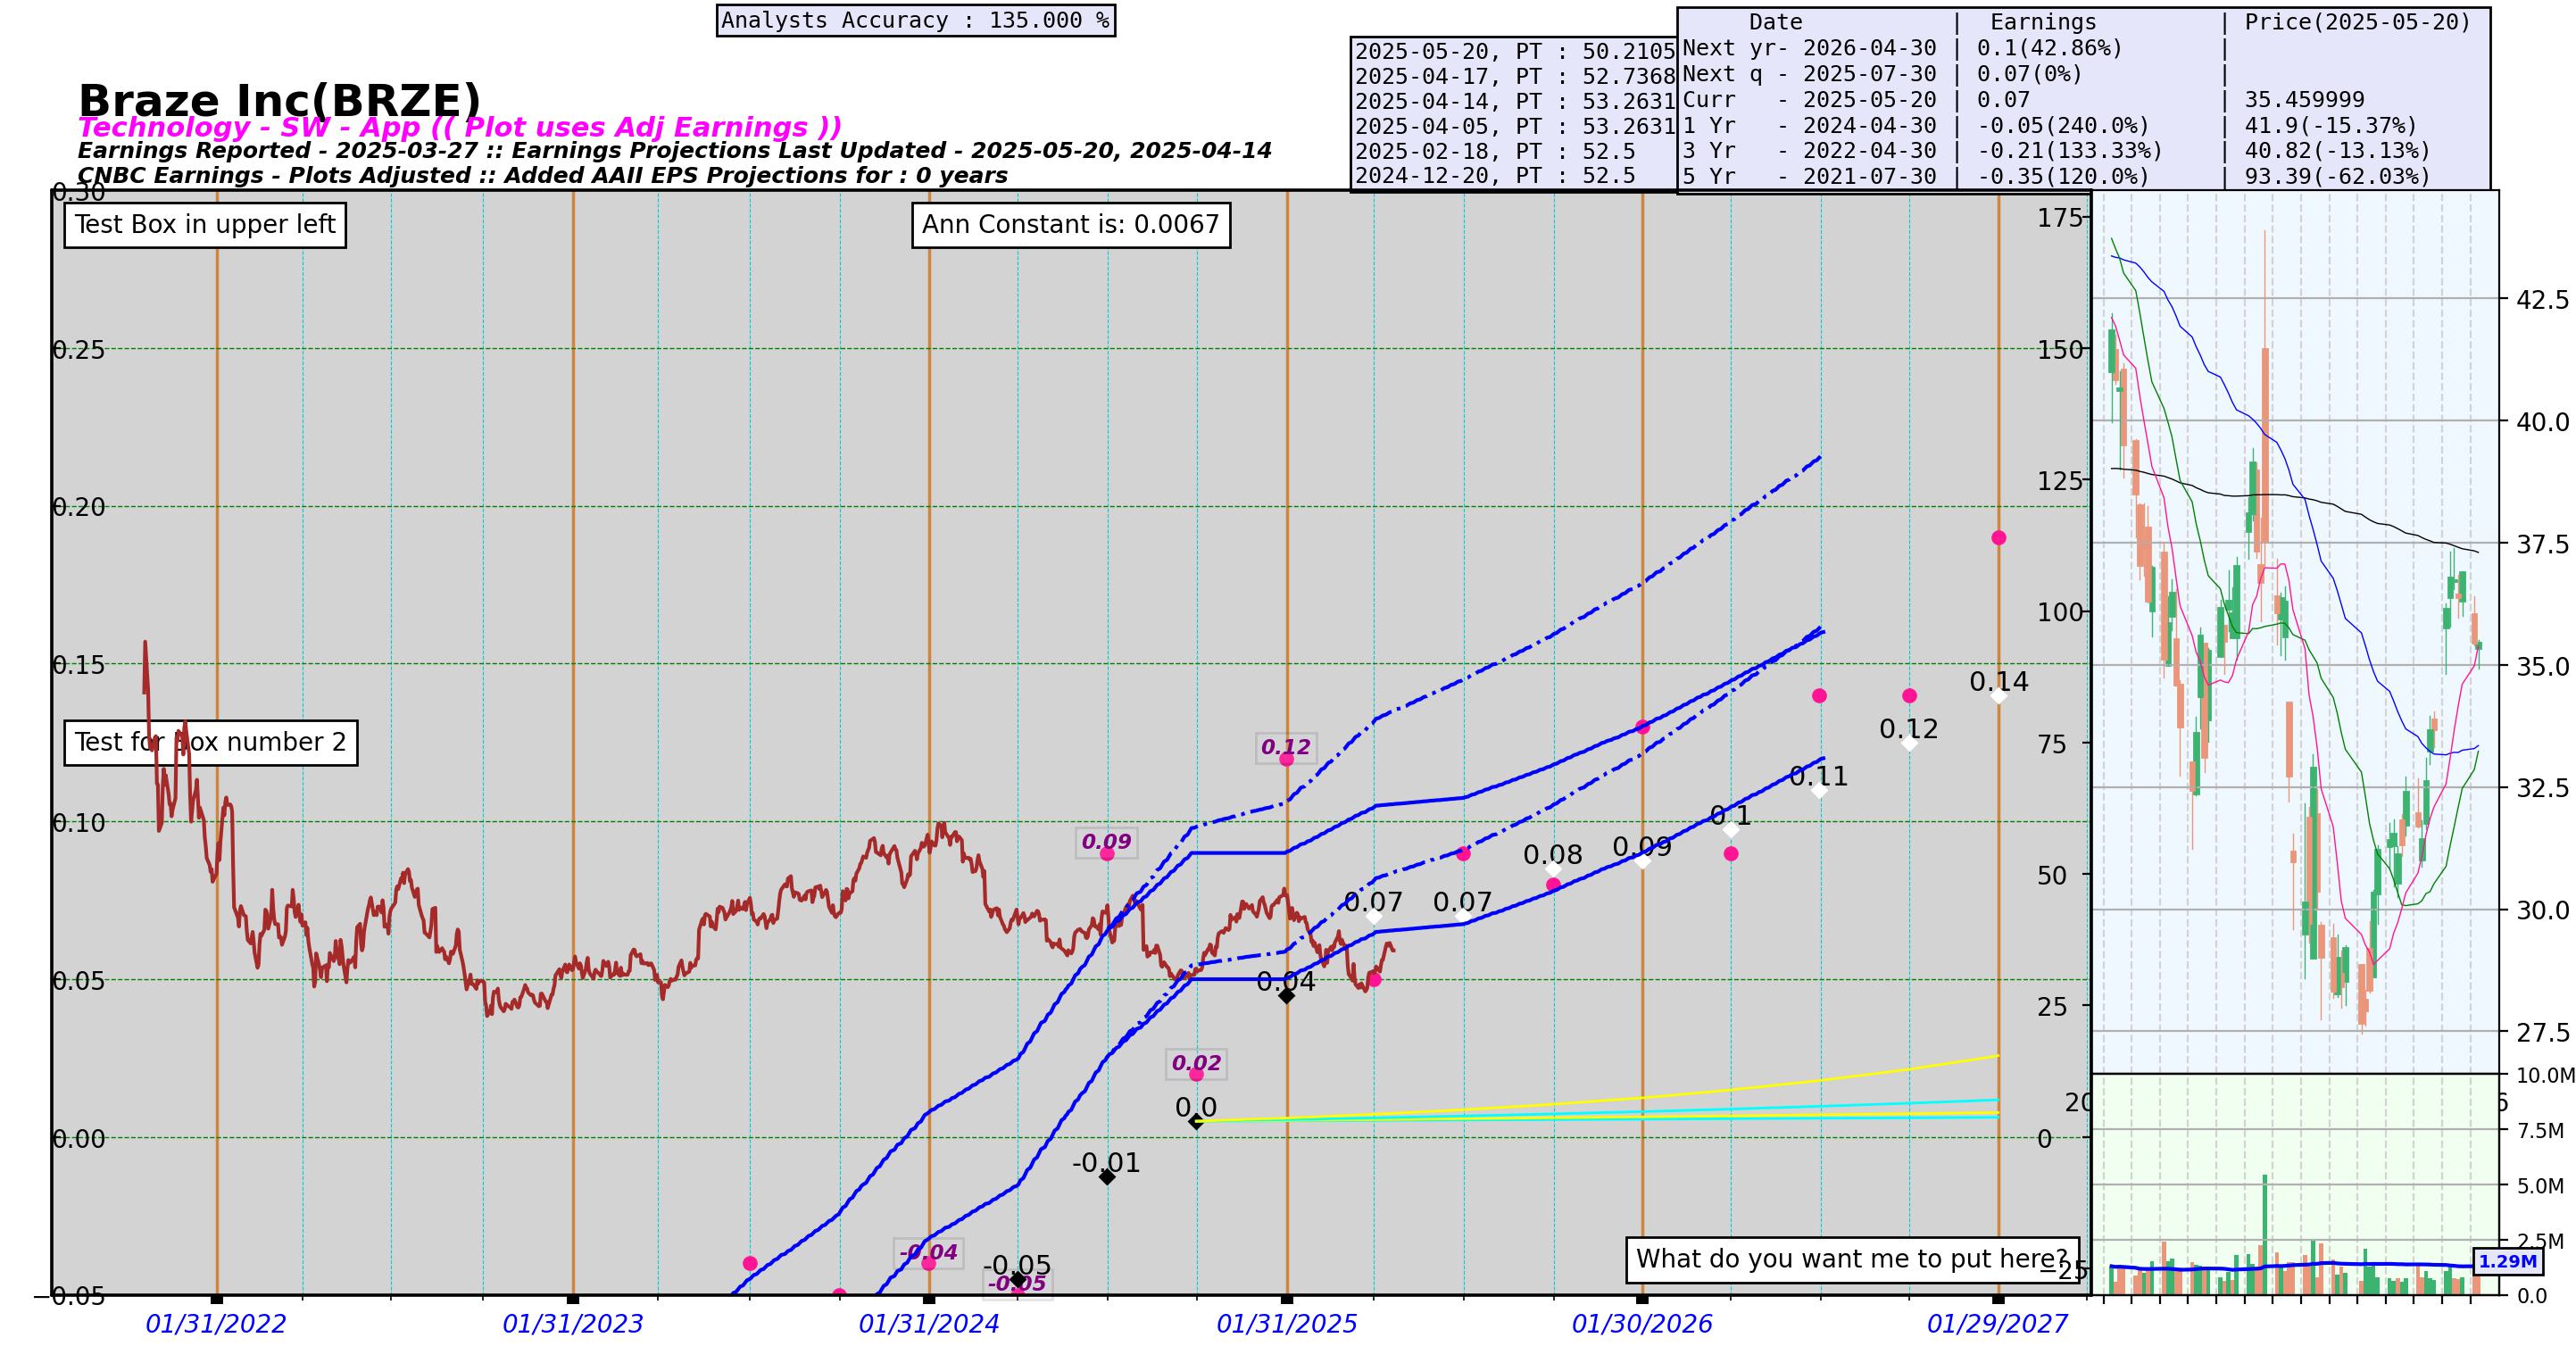 Analysts Accuracy : 135.000 %
Braze Inc(BRZE)
Technology - SW - App (( Plot uses Adj Earnings ))
Earnings Reported - 2025-03-27 :: Earnings Projections Last Updated - 2025-05-20, 2025-04-14
CNBC Earnings - Plots Adjusted :: Added AAII EPS Projections for : 0 years
2025-05-20, PT : 50.2105
2025-04-17, PT : 52.7368
2025-04-14, PT : 53.2631
2025-04-05, PT : 53.2631
2025-02-18, PT : 52.5
2024-12-20, PT : 52.5
Date | Earnings | Price(2025-05-20)
Next yr- 2026-04-30 | 0.1(42.86%) |
Next q - 2025-07-30 | 0.07(0%) |
Curr - 2025-05-20 | 0.07 | 35.459999
1 Yr - 2024-04-30 | -0.05(240.0%) | 41.9(-15.37%)
3 Yr - 2022-04-30 | -0.21(133.33%) | 40.82(-13.13%)
5 Yr - 2021-07-30 | -0.35(120.0%) | 93.39(-62.03%)
Test Box in upper left
Ann Constant is: 0.0067
Test for Box number 2
What do you want me to put here?
0.30
0.25
0.20
0.15
0.10
0.05
0.00
−0.05
0.12
0.09
0.02
-0.04
-0.05
-0.05
-0.01
0.0
0.04
0.07
0.07
0.08
0.09
0.1
0.11
0.12
0.14
175
150
125
100
75
50
25
0
−25
42.5
40.0
37.5
35.0
32.5
30.0
27.5
10.0M
7.5M
5.0M
2.5M
1.29M
0.0
01/31/2022
01/31/2023
01/31/2024
01/31/2025
01/30/2026
01/29/2027